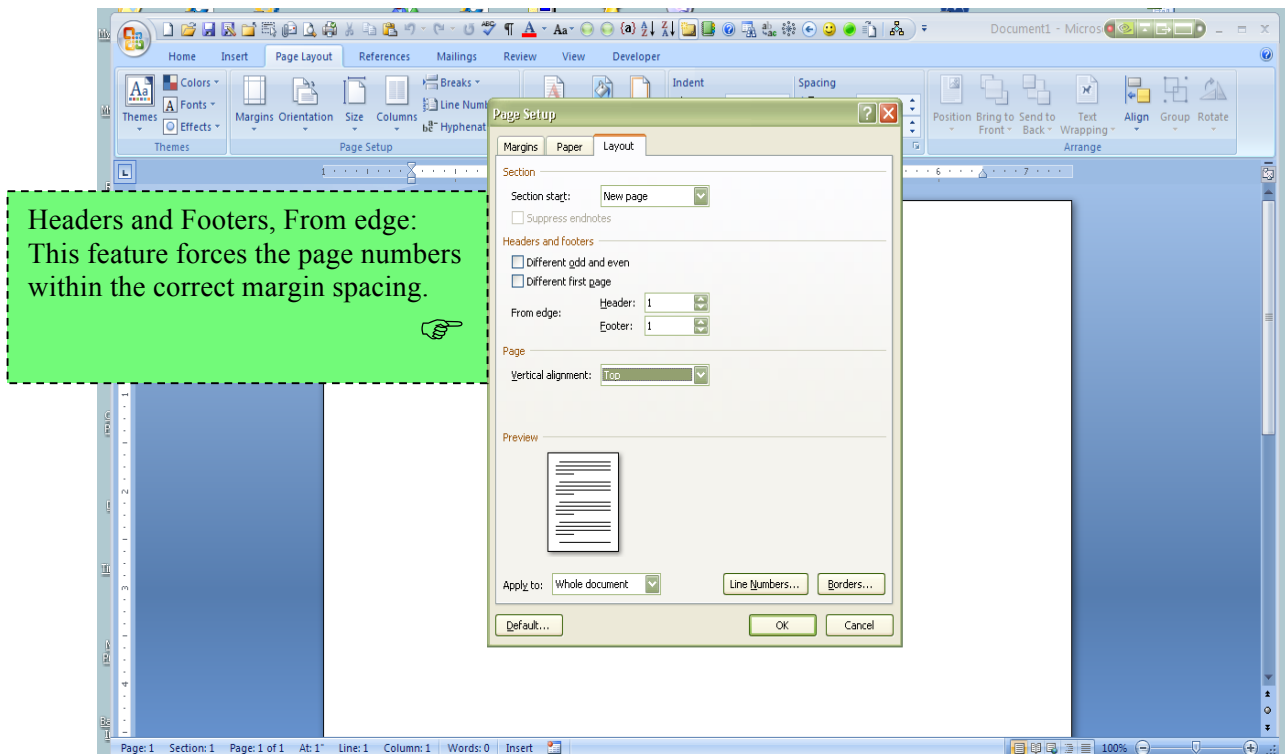 Document1 - Micros
Home Insert Page Layout References Mailings Review View Developer
Colors
Fonts
Effects
Themes
Margins Orientation Size Columns
Breaks
Line Numb
Hyphenat
Indent Spacing
Position Bring to Front Send to Back Text Wrapping Align Group Rotate
Themes Page Setup Arrange
Page Setup
Margins Paper Layout
Section
Section start: New page
Suppress endnotes
Headers and footers
Different odd and even
Different first page
From edge:
Header: 1
Footer: 1
Page
Vertical alignment: Top
Preview
Apply to: Whole document
Line Numbers... Borders...
Default... OK Cancel
Headers and Footers, From edge:
This feature forces the page numbers
within the correct margin spacing.
Page: 1 Section: 1 Page: 1 of 1 At: 1" Line: 1 Column: 1 Words: 0 Insert 100%